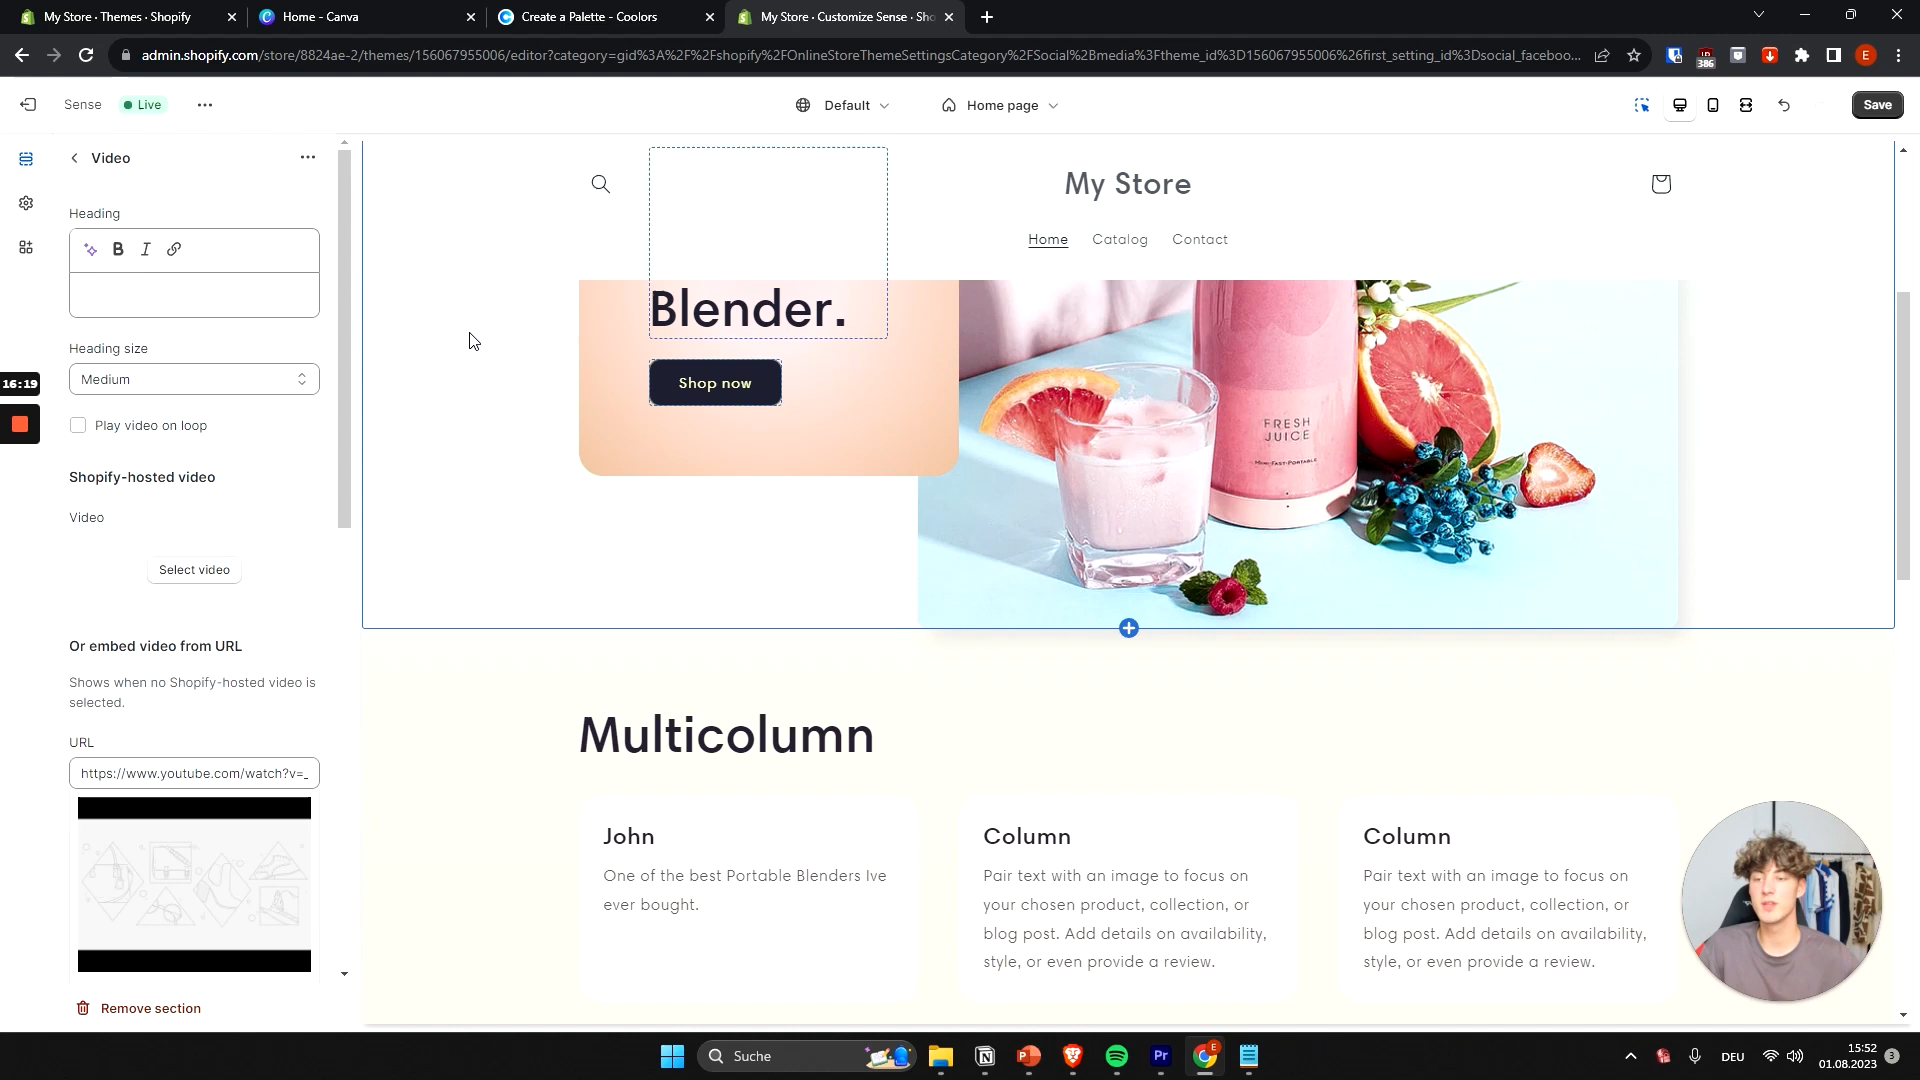 My Store · Themes · Shopify
Home - Canva
Create a Palette - Coolors
My Store · Customize Sense · Sho
admin.shopify.com/store/8824ae-2/themes/156067955006/editor?category=gid%3A%2F%2Fshopify%2FOnlineStoreThemeSettingsCategory%2FSocial%2Bmedia%3Ftheme_id%3D156067955006%26first_setting_id%3Dsocial_faceboo...
386
E
Sense
Live
Default
Home page
Save
Video
Heading
B I
Heading size
Medium
16:19
Play video on loop
Shopify-hosted video
Video
Select video
Or embed video from URL
Shows when no Shopify-hosted video is
selected.
URL
https://www.youtube.com/watch?v=_
Remove section
My Store
Home
Catalog
Contact
Blender.
Shop now
FRESH
JUICE
MINI-FAST-PORTABLE
Multicolumn
John
One of the best Portable Blenders Ive
ever bought.
Column
Pair text with an image to focus on
your chosen product, collection, or
blog post. Add details on availability,
style, or even provide a review.
Column
Pair text with an image to focus on
your chosen product, collection, or
blog post. Add details on availability,
style, or even provide a review.
Suche
Pr
E
DEU
15:52
01.08.2023
3